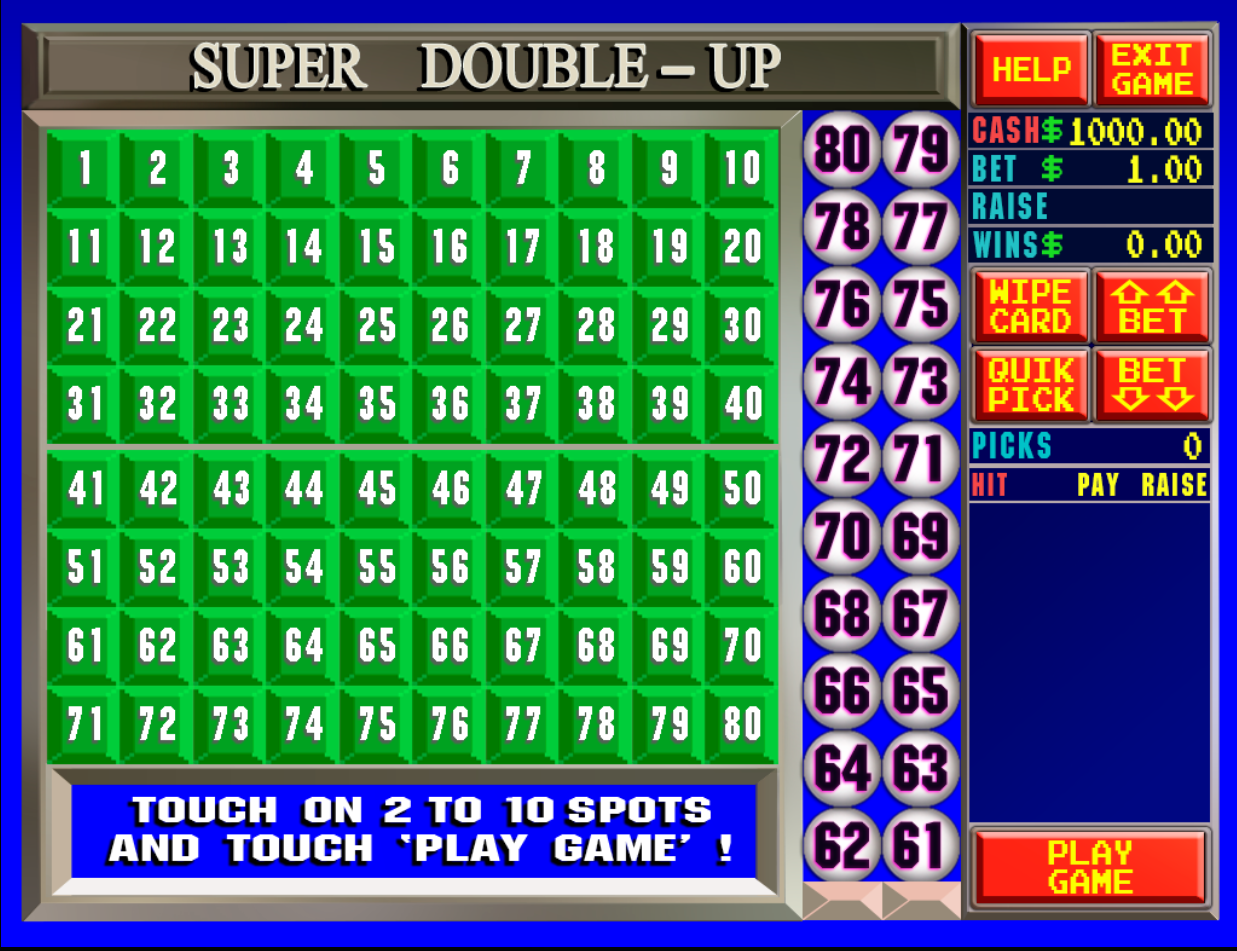 SUPER DOUBLE – UP
1 2 3 4 5 6 7 8 9 10
11 12 13 14 15 16 17 18 19 20
21 22 23 24 25 26 27 28 29 30
31 32 33 34 35 36 37 38 39 40
41 42 43 44 45 46 47 48 49 50
51 52 53 54 55 56 57 58 59 60
61 62 63 64 65 66 67 68 69 70
71 72 73 74 75 76 77 78 79 80
TOUCH ON 2 TO 10 SPOTS
AND TOUCH ‘PLAY GAME’ !
80 79
78 77
76 75
74 73
72 71
70 69
68 67
66 65
64 63
62 61
HELP
EXIT
GAME
CASH $ 1000.00
BET $ 1.00
RAISE
WINS $ 0.00
WIPE
CARD
BET
QUIK
PICK
BET
PICKS 0
HIT PAY RAISE
PLAY
GAME